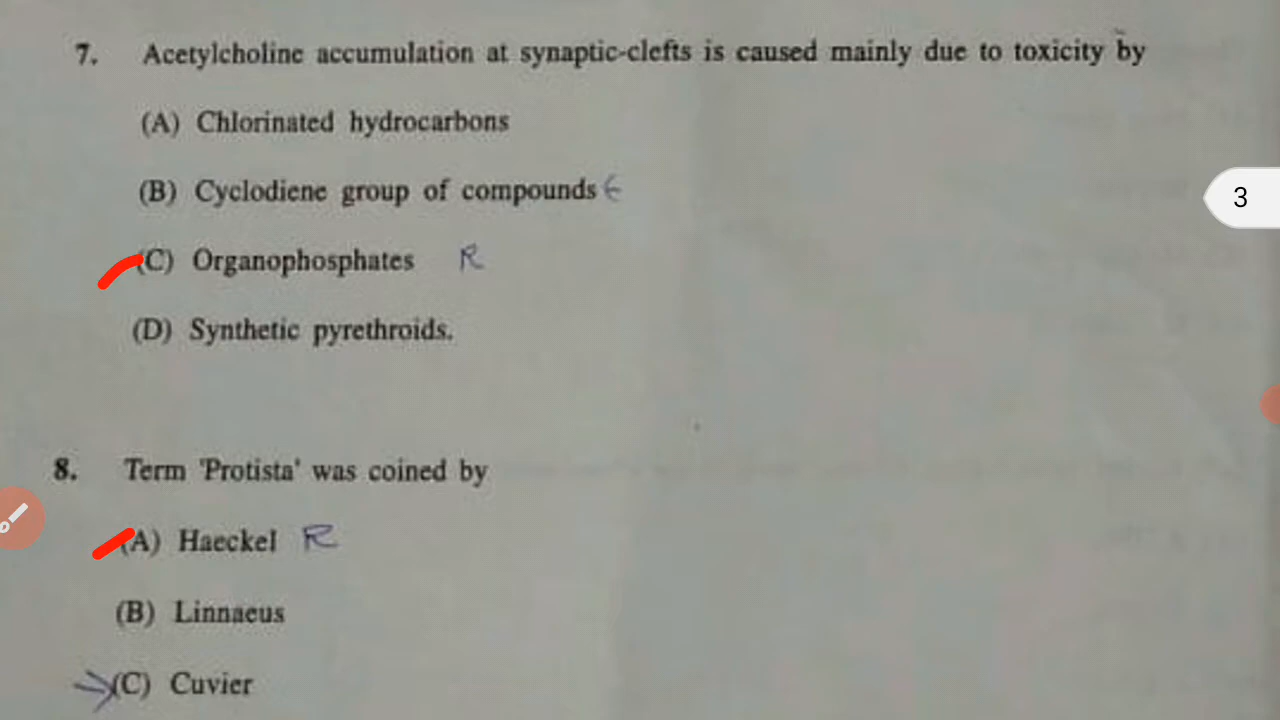 7. Acetylcholine accumulation at synaptic-clefts is caused mainly due to toxicity by
(A) Chlorinated hydrocarbons
(B) Cyclodiene group of compounds
3
(C) Organophosphates R
(D) Synthetic pyrethroids.
8. Term 'Protista' was coined by
(A) Haeckel R
(B) Linnaeus
(C) Cuvier